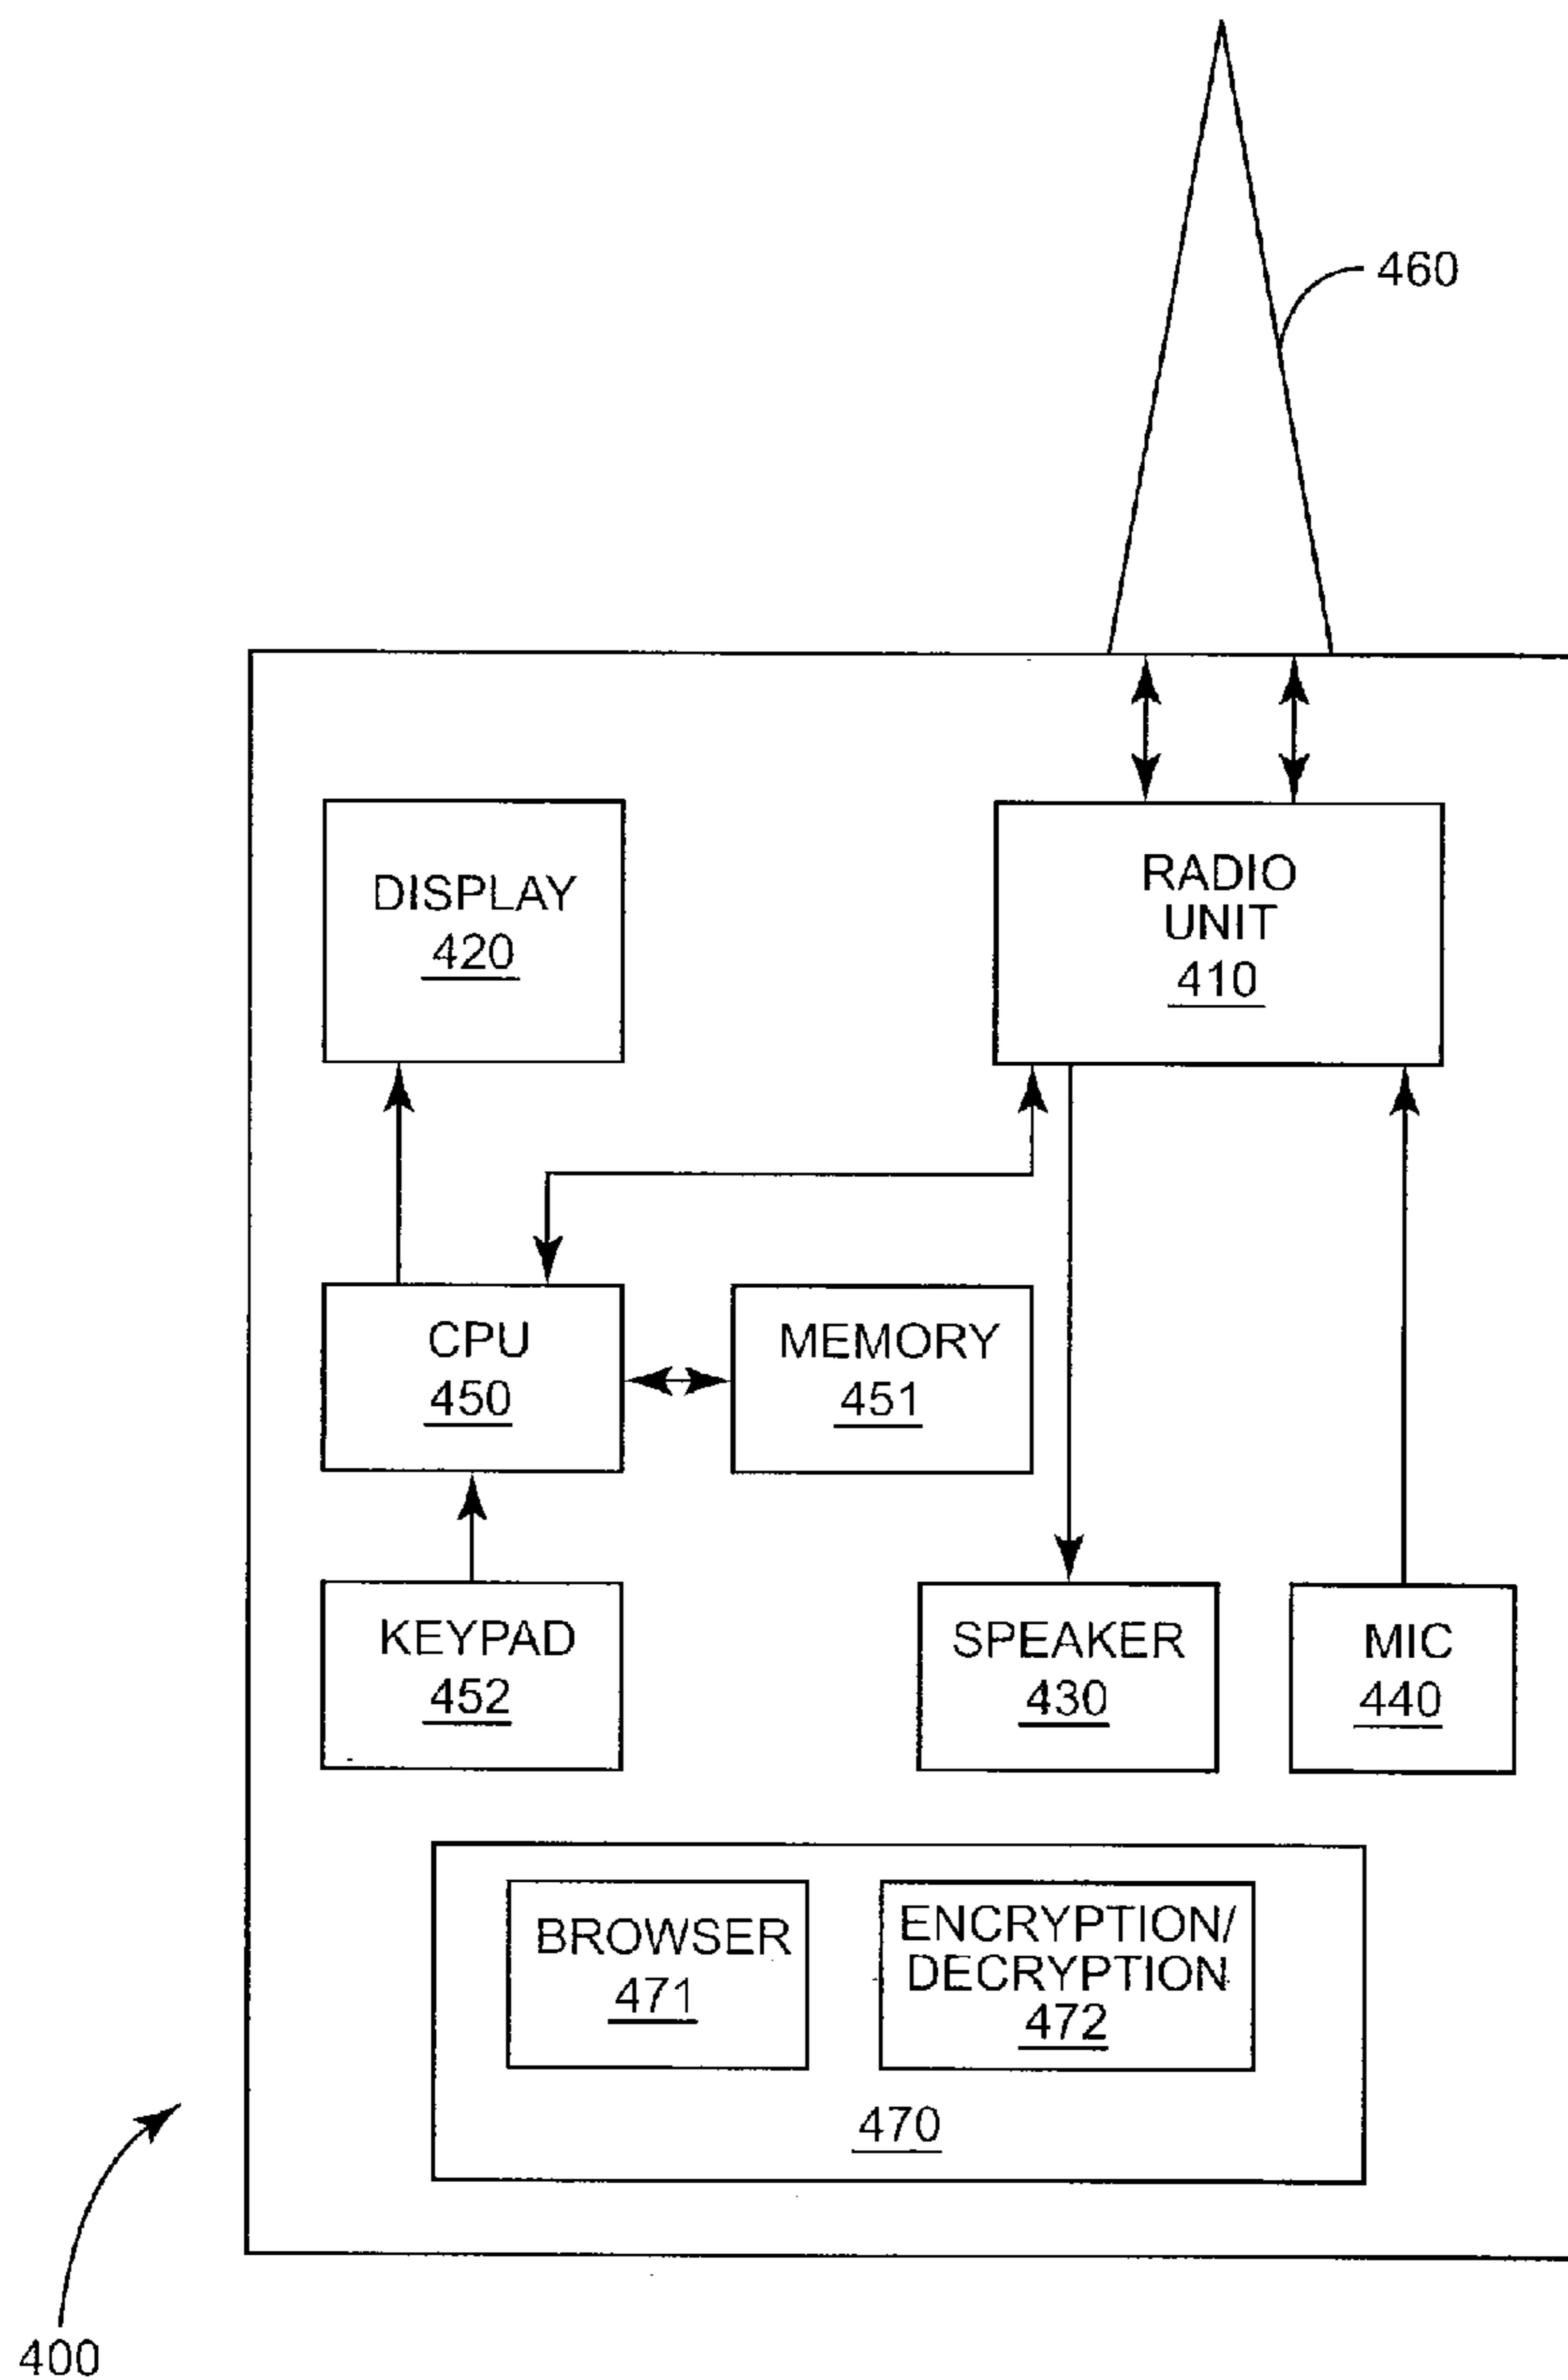 460
DISPLAY
420
RADIO
UNIT
410
CPU
450
MEMORY
451
KEYPAD
452
SPEAKER
430
MIC
440
BROWSER
471
ENCRYPTION/
DECRYPTION
472
470
400